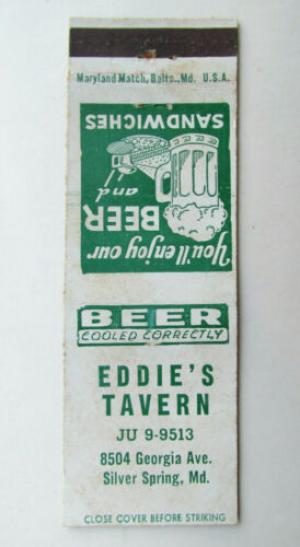 Maryland Match, Balto., Md. U.S.A.
You'll enjoy our
BEER
and
SANDWICHES
BEER
COOLED CORRECTLY
EDDIE'S
TAVERN
JU 9-9513
8504 Georgia Ave.
Silver Spring, Md.
CLOSE COVER BEFORE STRIKING